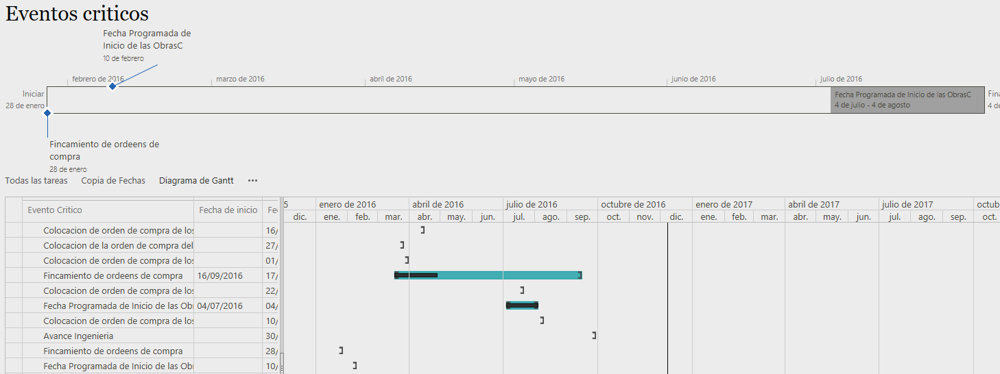 Eventos criticos
Fecha Programada de
Inicio de las ObrasC
10 de febrero
febrero de 2016
marzo de 2016
abril de 2016
mayo de 2016
junio de 2016
julio de 2016
Iniciar
28 de enero
Fecha Programada de Inicio de las ObrasC
4 de julio - 4 de agosto
Fina
4 de
Fincamiento de ordeens de
compra
28 de enero
Todas las tareas Copia de Fechas Diagrama de Gantt ···
5 enero de 2016 abril de 2016 julio de 2016 octubre de 2016 enero de 2017 abril de 2017 julio de 2017 octub
Evento Critico Fecha de inicio Fec
dic. ene. feb. mar. abr. may. jun. jul. ago. sep. oct. nov. dic. ene. feb. mar. abr. may. jun. jul. ago. sep. oct.
Colocacion de orden de compra de los 16/
Colocacion de la orden de compra del 27/
Colocacion de orden de compra de los 01/
Fincamiento de ordeens de compra 16/09/2016 17/
Colocacion de orden de compra de los 22/
Fecha Programada de Inicio de las Obr 04/07/2016 04/
Colocacion de orden de compra de los 10/
Avance Ingenieria 30/
Fincamiento de ordeens de compra 28/
Fecha Programada de Inicio de las Obr 10/